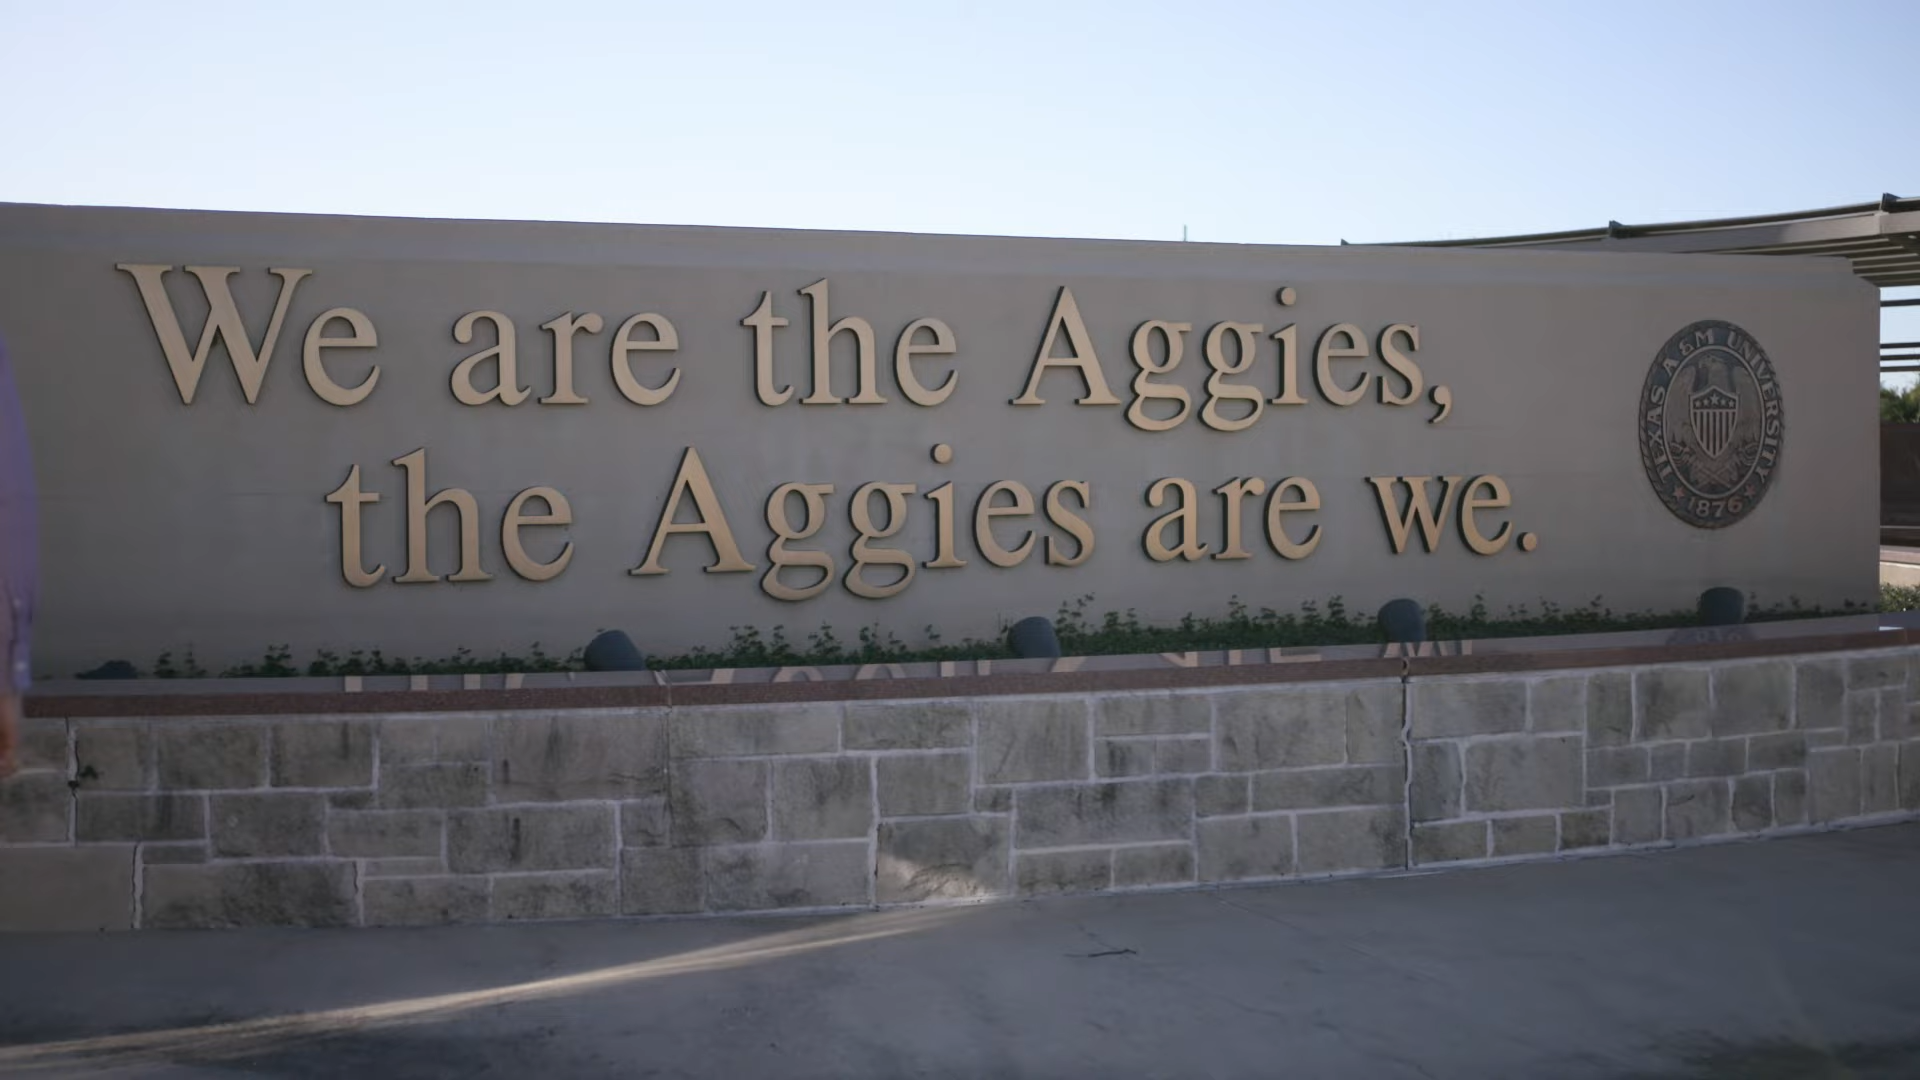 We are the Aggies,
the Aggies are we.
TEXAS A&M UNIVERSITY
1876